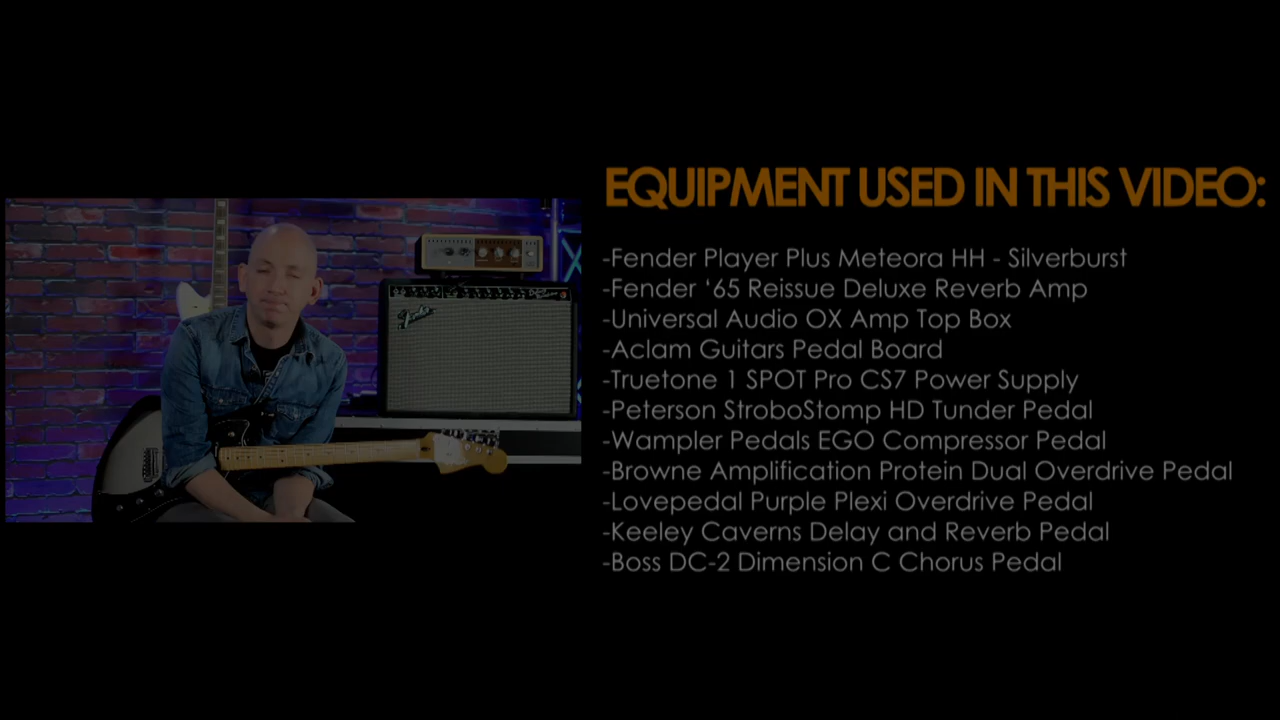 EQUIPMENT USED IN THIS VIDEO:
-Fender Player Plus Meteora HH - Silverburst
-Fender ‘65 Reissue Deluxe Reverb Amp
-Universal Audio OX Amp Top Box
-Aclam Guitars Pedal Board
-Truetone 1 SPOT Pro CS7 Power Supply
-Peterson StroboStomp HD Tunder Pedal
-Wampler Pedals EGO Compressor Pedal
-Browne Amplification Protein Dual Overdrive Pedal
-Lovepedal Purple Plexi Overdrive Pedal
-Keeley Caverns Delay and Reverb Pedal
-Boss DC-2 Dimension C Chorus Pedal
Fender